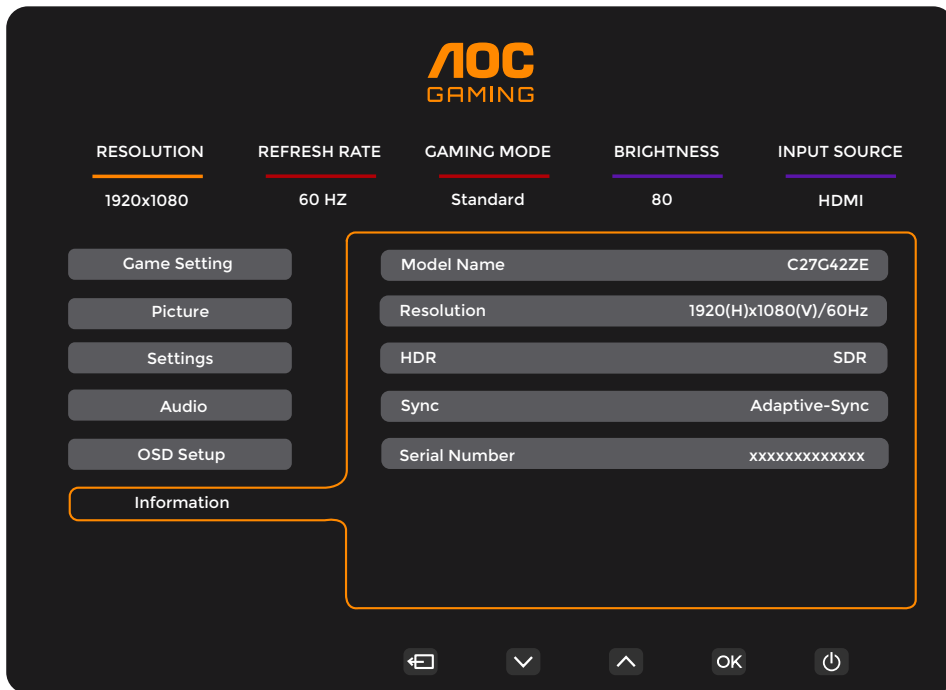 AOC
GAMING
RESOLUTION REFRESH RATE GAMING MODE BRIGHTNESS INPUT SOURCE
1920x1080 60 HZ Standard 80 HDMI
Game Setting
Model Name C27G42ZE
Picture
Resolution 1920(H)x1080(V)/60Hz
Settings
HDR SDR
Audio
Sync Adaptive-Sync
OSD Setup
Serial Number xxxxxxxxxxxxx
Information
OK